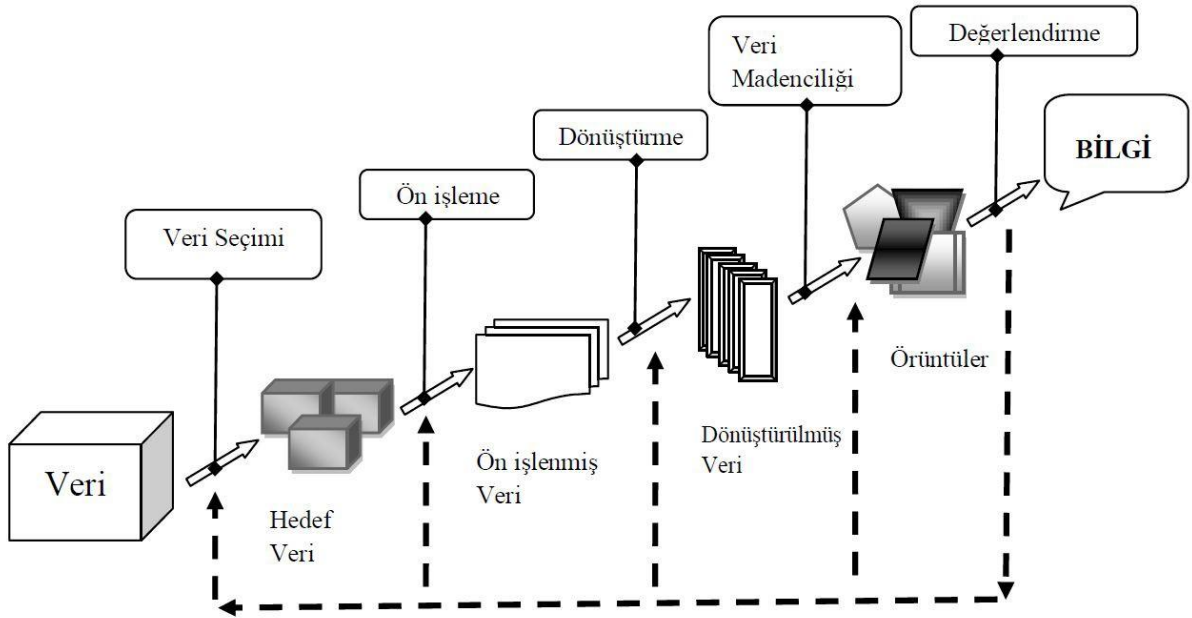 Değerlendirme
Veri
Madenciliği
BİLGİ
Dönüştürme
Ön işleme
Veri Seçimi
Örüntüler
Dönüştürülmüş
Veri
Ön işlenmiş
Veri
Veri
Hedef
Veri